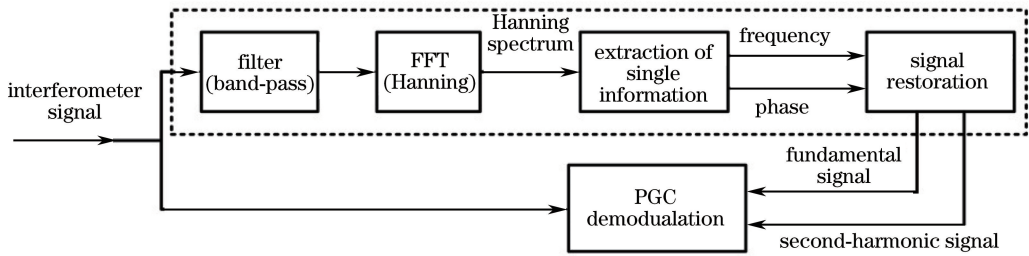 interferometer
signal
filter
(band-pass)
FFT
(Hanning)
Hanning
spectrum
extraction of
single
information
frequency
phase
signal
restoration
fundamental
signal
PGC
demodualation
second-harmonic signal